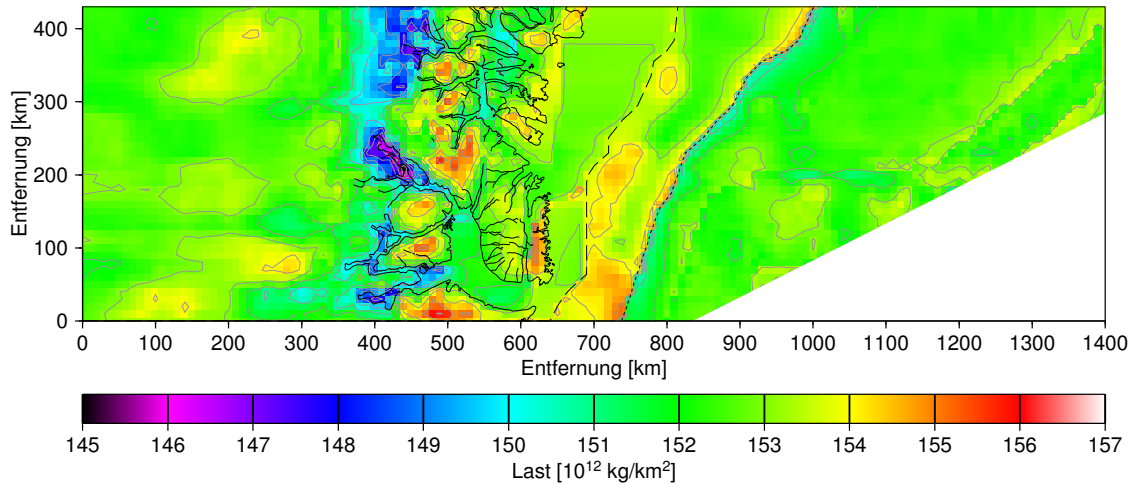 400
300
200
100
0
Entfernung [km]
0 100 200 300 400 500 600 700 800 900 1000 1100 1200 1300 1400
Entfernung [km]
145 146 147 148 149 150 151 152 153 154 155 156 157
Last [10¹² kg/km²]